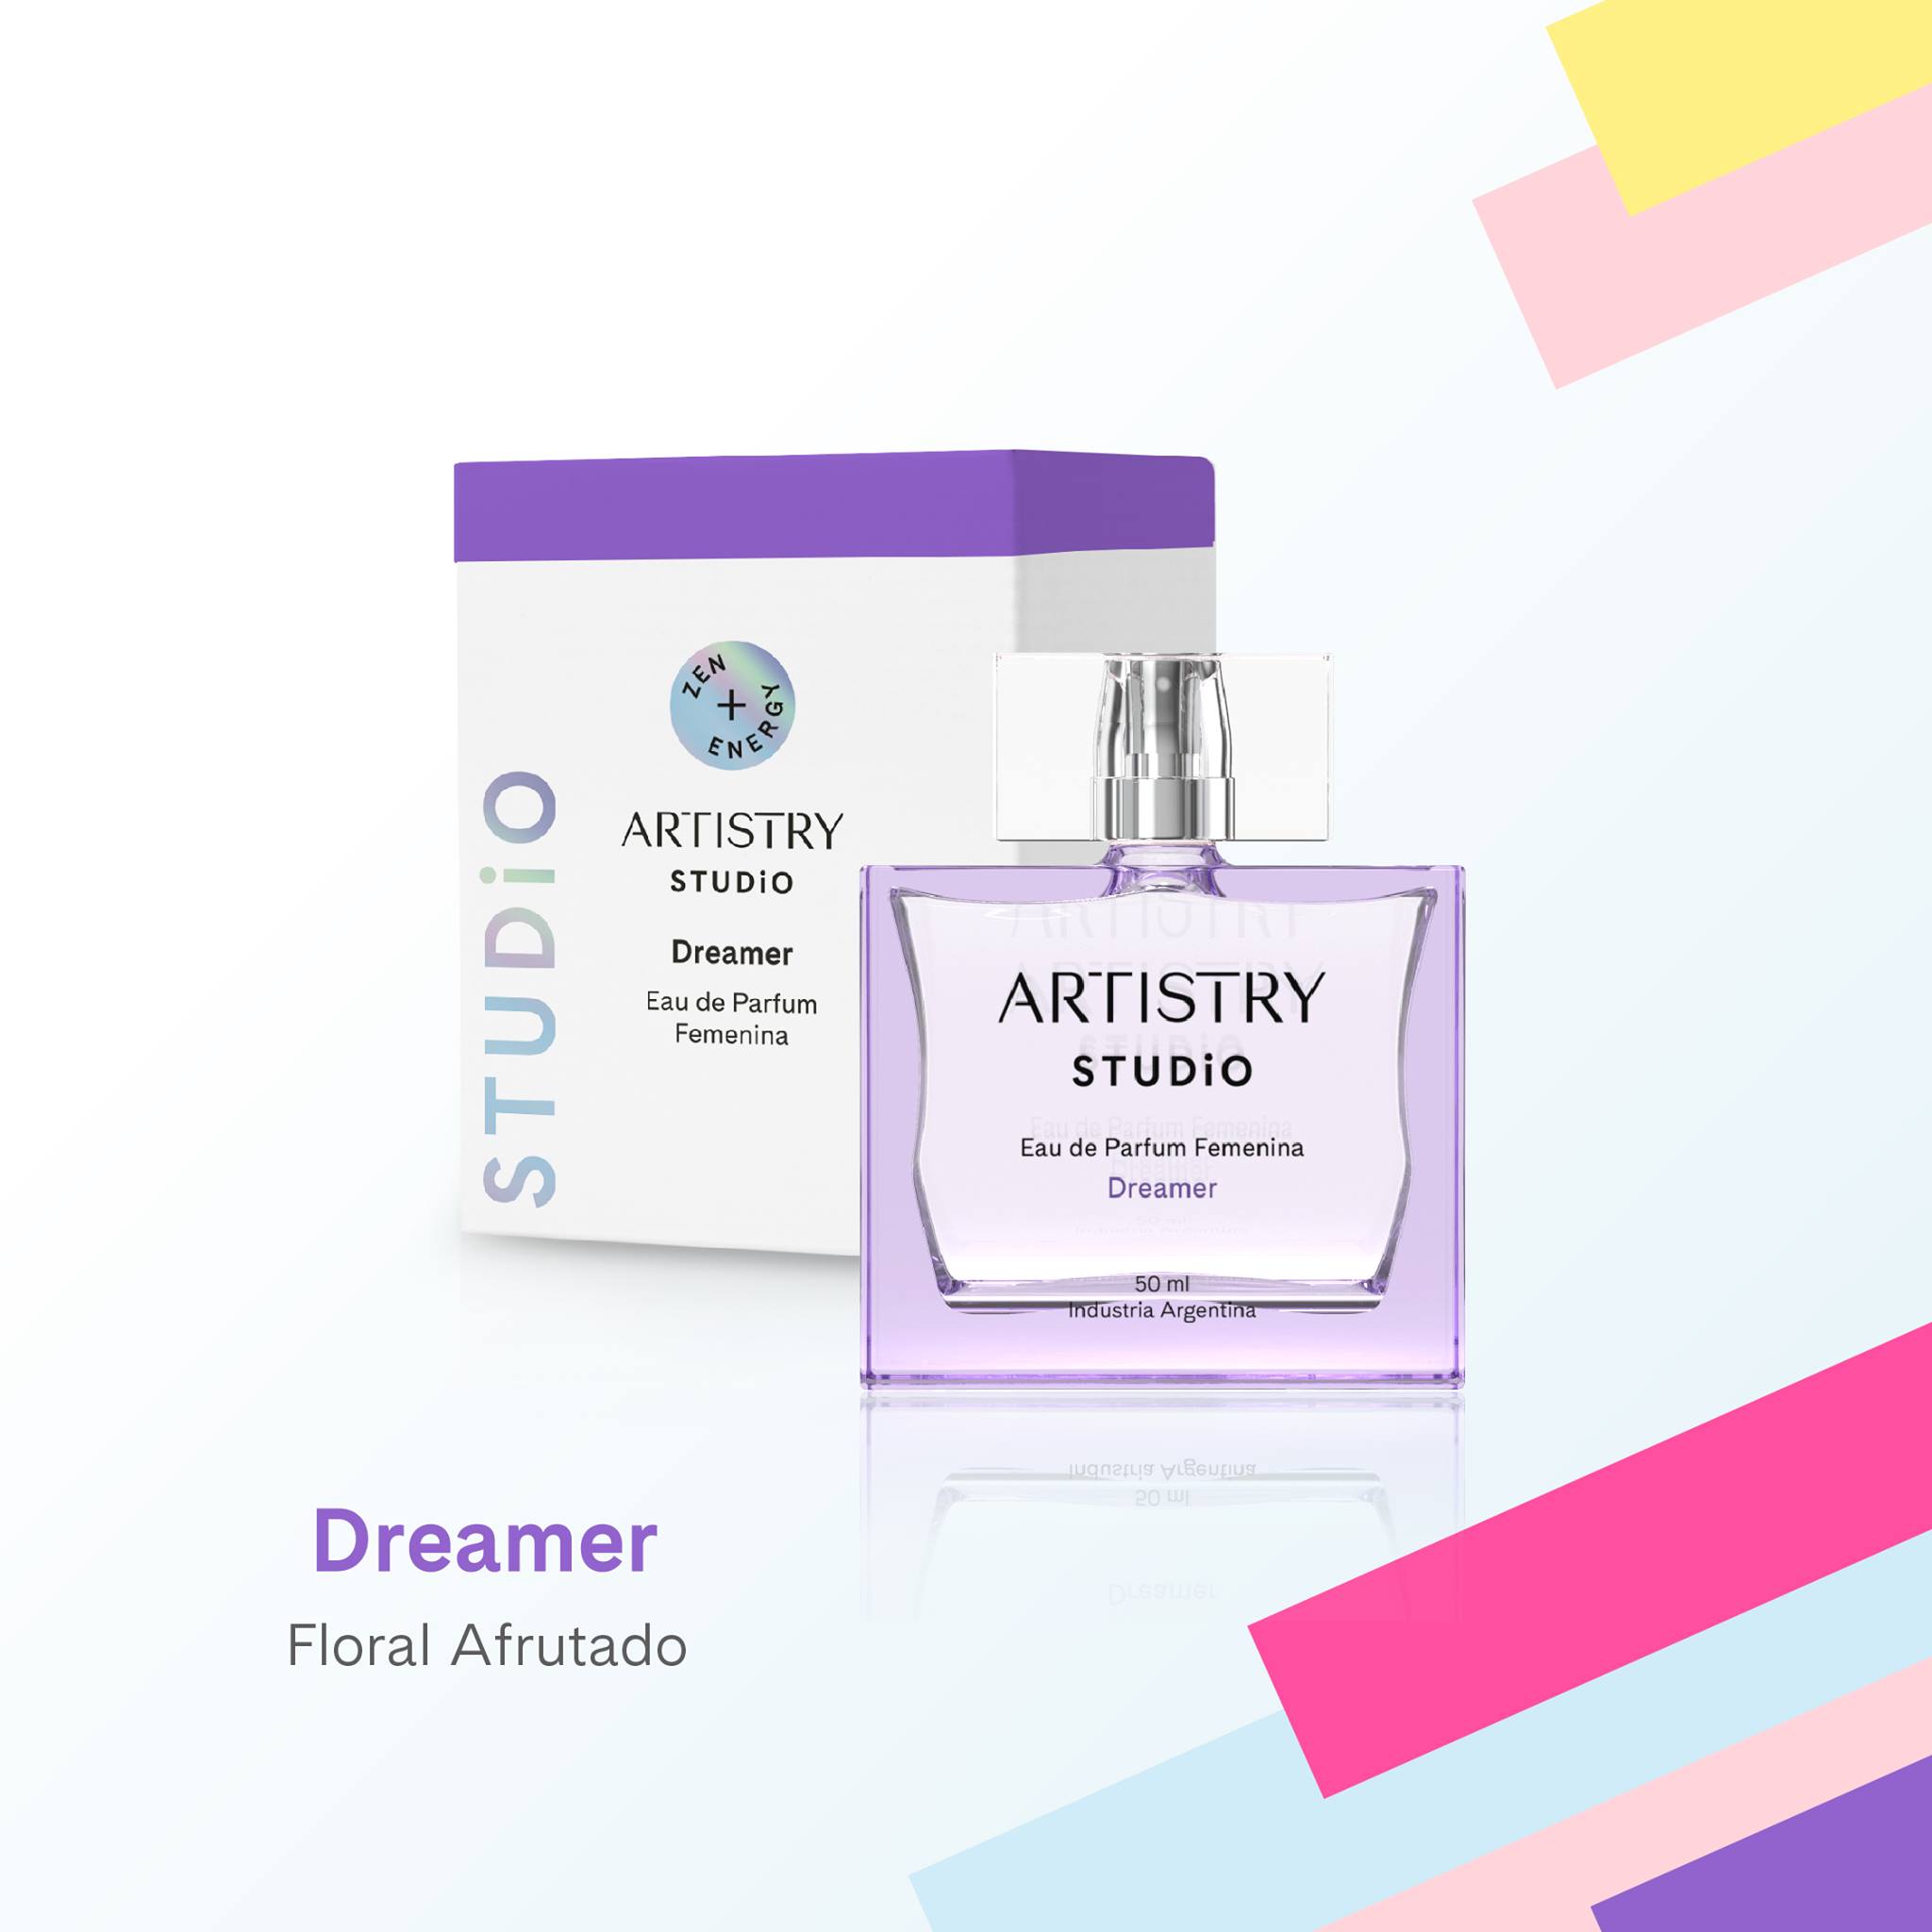 ZEN + ENERGY
STUDiO
ARTISTRY
STUDiO
Dreamer
Eau de Parfum
Femenina
ARTISTRY
STUDiO
Eau de Parfum Femenina
Dreamer
50 ml
Industria Argentina
Dreamer
Floral Afrutado